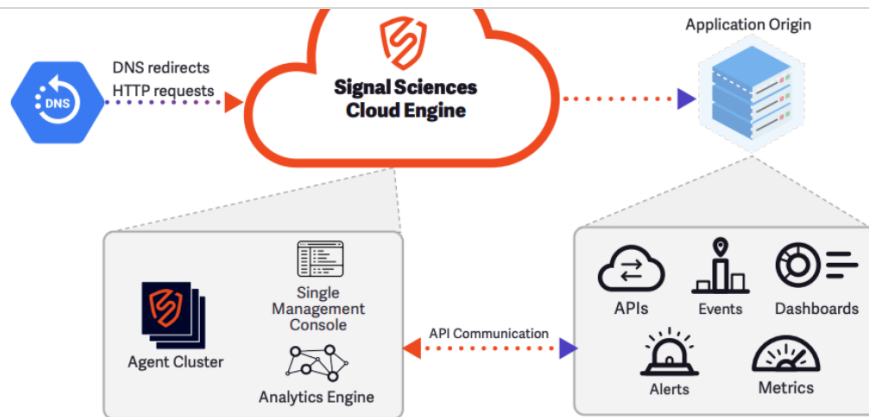 Application Origin
DNS redirects
HTTP requests
DNS
Signal Sciences
Cloud Engine
Single
Management
Console
Agent Cluster
Analytics Engine
API Communication
APIs
Events
Dashboards
Alerts
Metrics